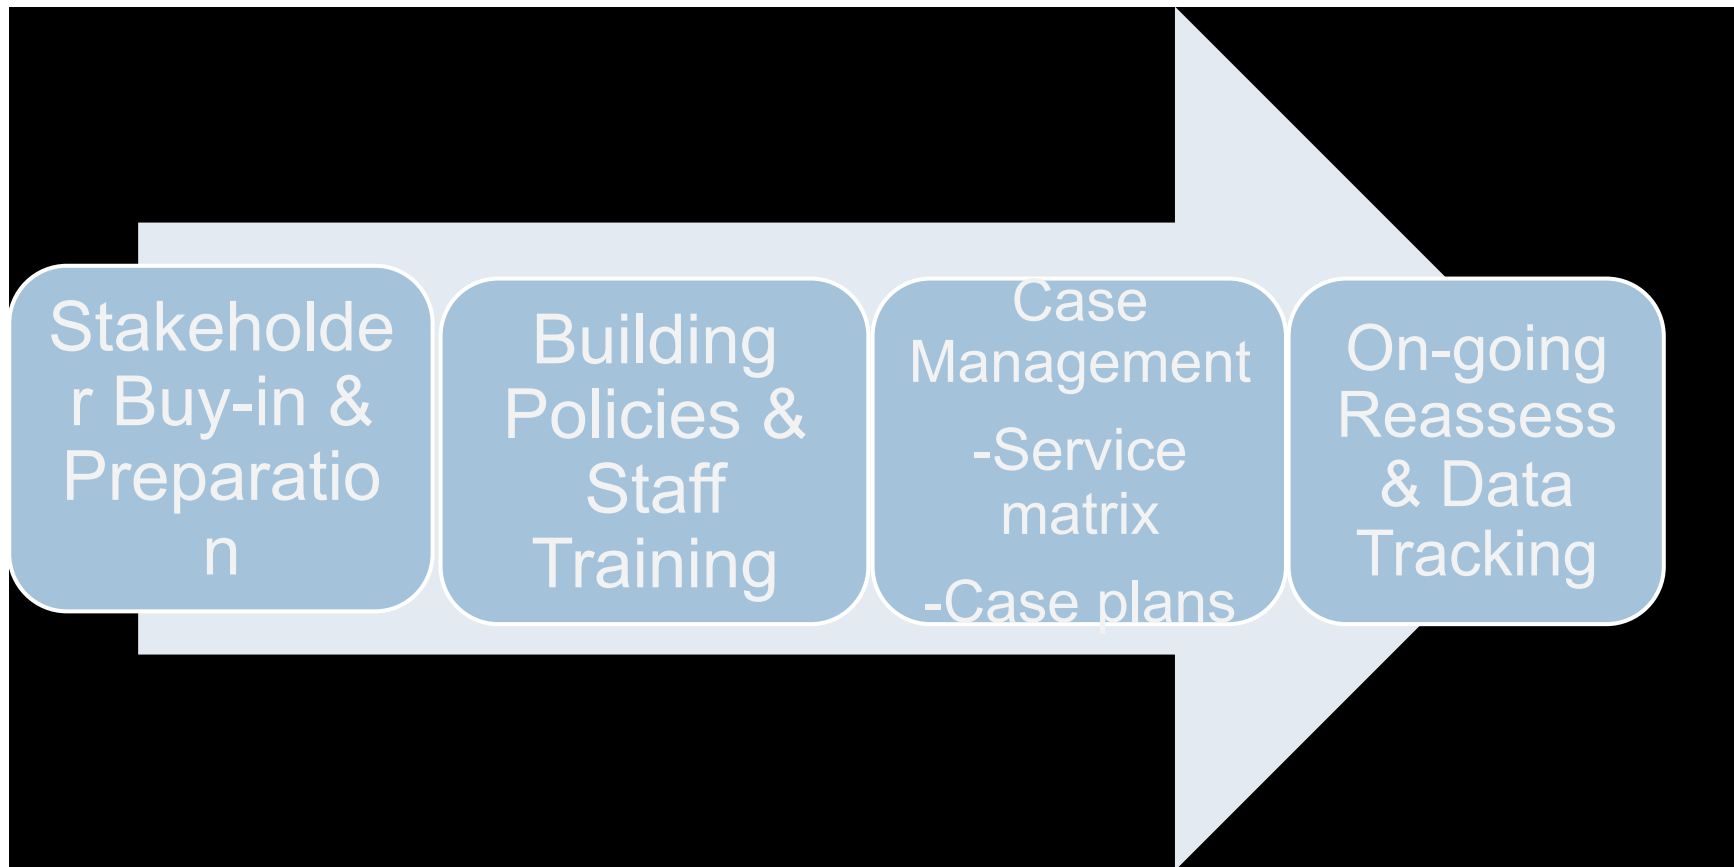 Stakeholde
r Buy-in &
Preparatio
n
Building
Policies &
Staff
Training
Case
Management
-Service
matrix
-Case plans
On-going
Reassess
& Data
Tracking